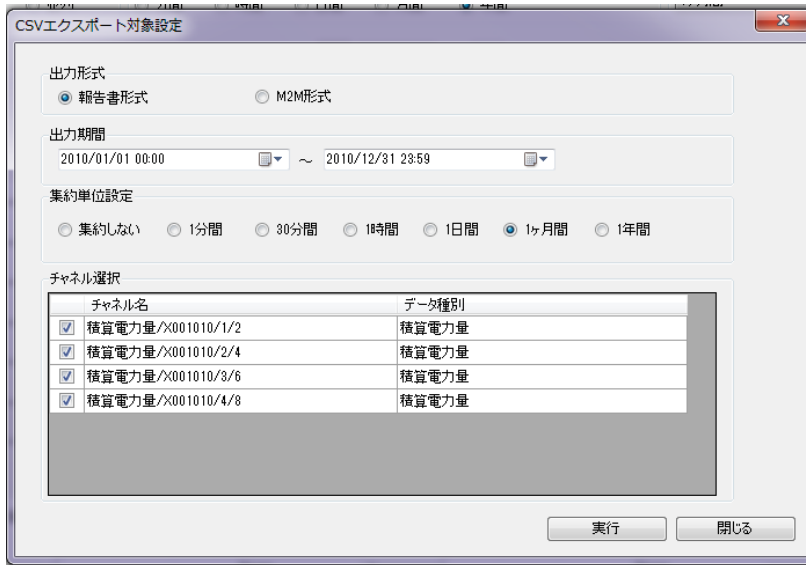 CSVエクスポート対象設定
出力形式
報告書形式 M2M形式
出力期間
2010/01/01 00:00 ～ 2010/12/31 23:59
集約単位設定
集約しない 1分間 30分間 1時間 1日間 1ヶ月間 1年間
チャネル選択
チャネル名 データ種別
積算電力量/X001010/1/2 積算電力量
積算電力量/X001010/2/4 積算電力量
積算電力量/X001010/3/6 積算電力量
積算電力量/X001010/4/8 積算電力量
実行 閉じる